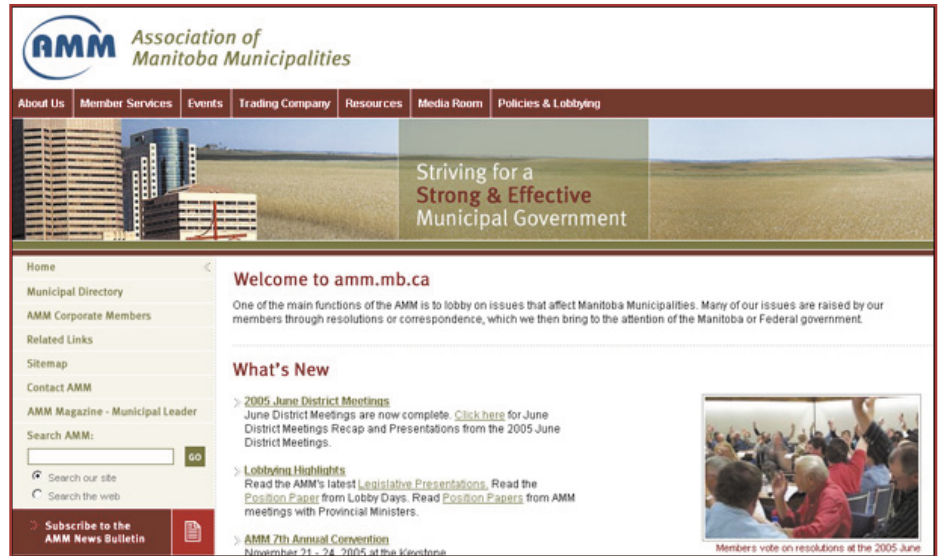 AMM
Association of
Manitoba Municipalities
About Us Member Services Events Trading Company Resources Media Room Policies & Lobbying
Striving for a
Strong & Effective
Municipal Government
Home
Municipal Directory
AMM Corporate Members
Related Links
Sitemap
Contact AMM
AMM Magazine - Municipal Leader
Search AMM:
GO
Search our site
Search the web
Subscribe to the
AMM News Bulletin
Welcome to amm.mb.ca
One of the main functions of the AMM is to lobby on issues that affect Manitoba Municipalities. Many of our issues are raised by our
members through resolutions or correspondence, which we then bring to the attention of the Manitoba or Federal government.
What's New
2005 June District Meetings
June District Meetings are now complete. Click here for June
District Meetings Recap and Presentations from the 2005 June
District Meetings.
Lobbying Highlights
Read the AMM's latest Legislative Presentations. Read the
Position Paper from Lobby Days. Read Position Papers from AMM
meetings with Provincial Ministers.
AMM 7th Annual Convention
November 21 - 24, 2005 at the Keystone
Members vote on resolutions at the 2005 June